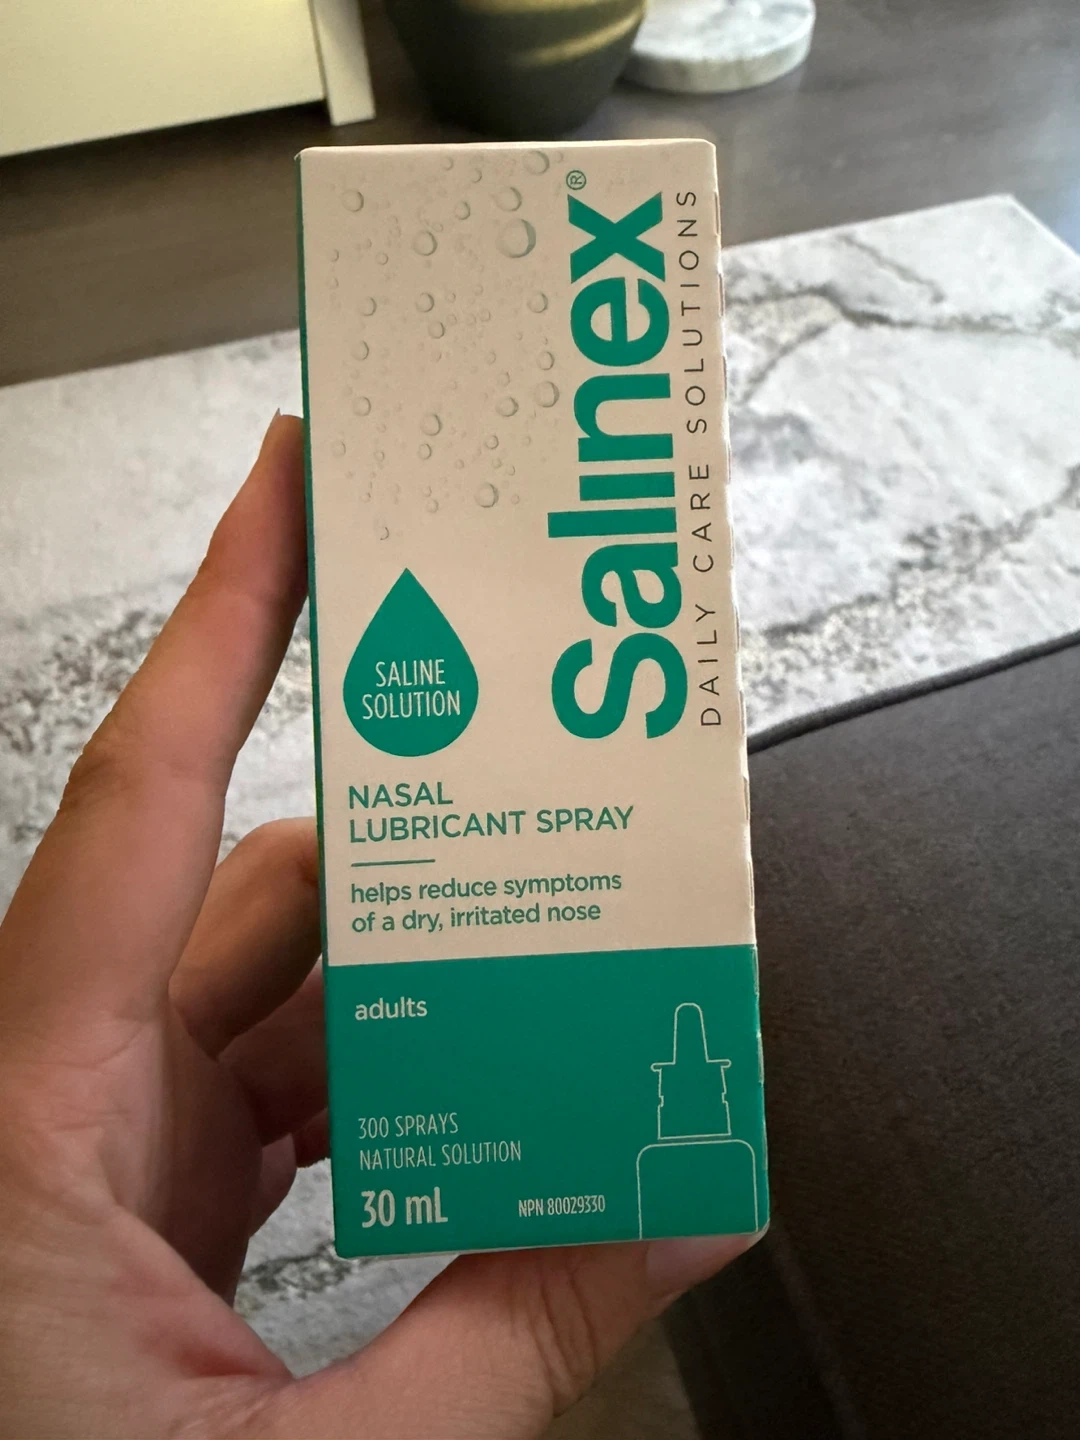 Salinex®
DAILY CARE SOLUTIONS
SALINE
SOLUTION
NASAL
LUBRICANT SPRAY
helps reduce symptoms
of a dry, irritated nose
adults
300 SPRAYS
NATURAL SOLUTION
30 mL
NPN 80029330